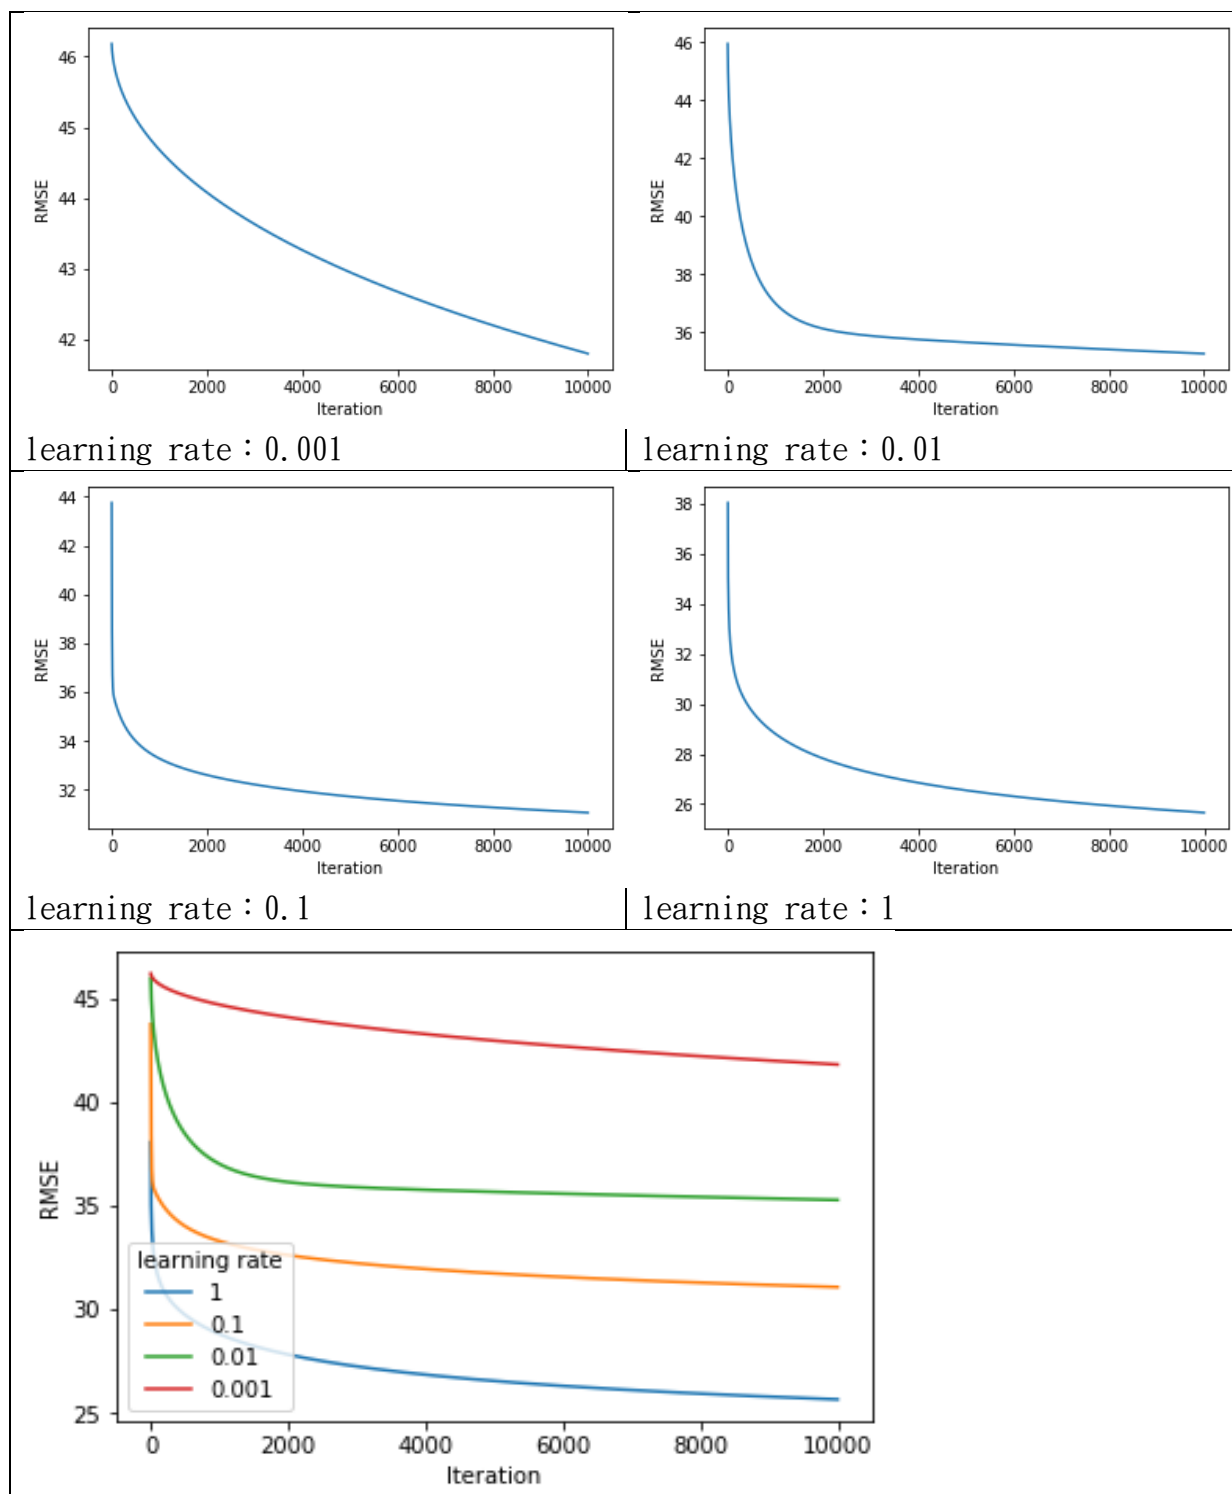 46
45
44
43
42
RMSE
0 2000 4000 6000 8000 10000
Iteration
learning rate：0.001
46
44
42
40
38
36
RMSE
0 2000 4000 6000 8000 10000
Iteration
learning rate：0.01
44
42
40
38
36
34
32
RMSE
0 2000 4000 6000 8000 10000
Iteration
learning rate：0.1
38
36
34
32
30
28
26
RMSE
0 2000 4000 6000 8000 10000
Iteration
learning rate：1
45
40
35
30
25
RMSE
learning rate
1
0.1
0.01
0.001
0 2000 4000 6000 8000 10000
Iteration